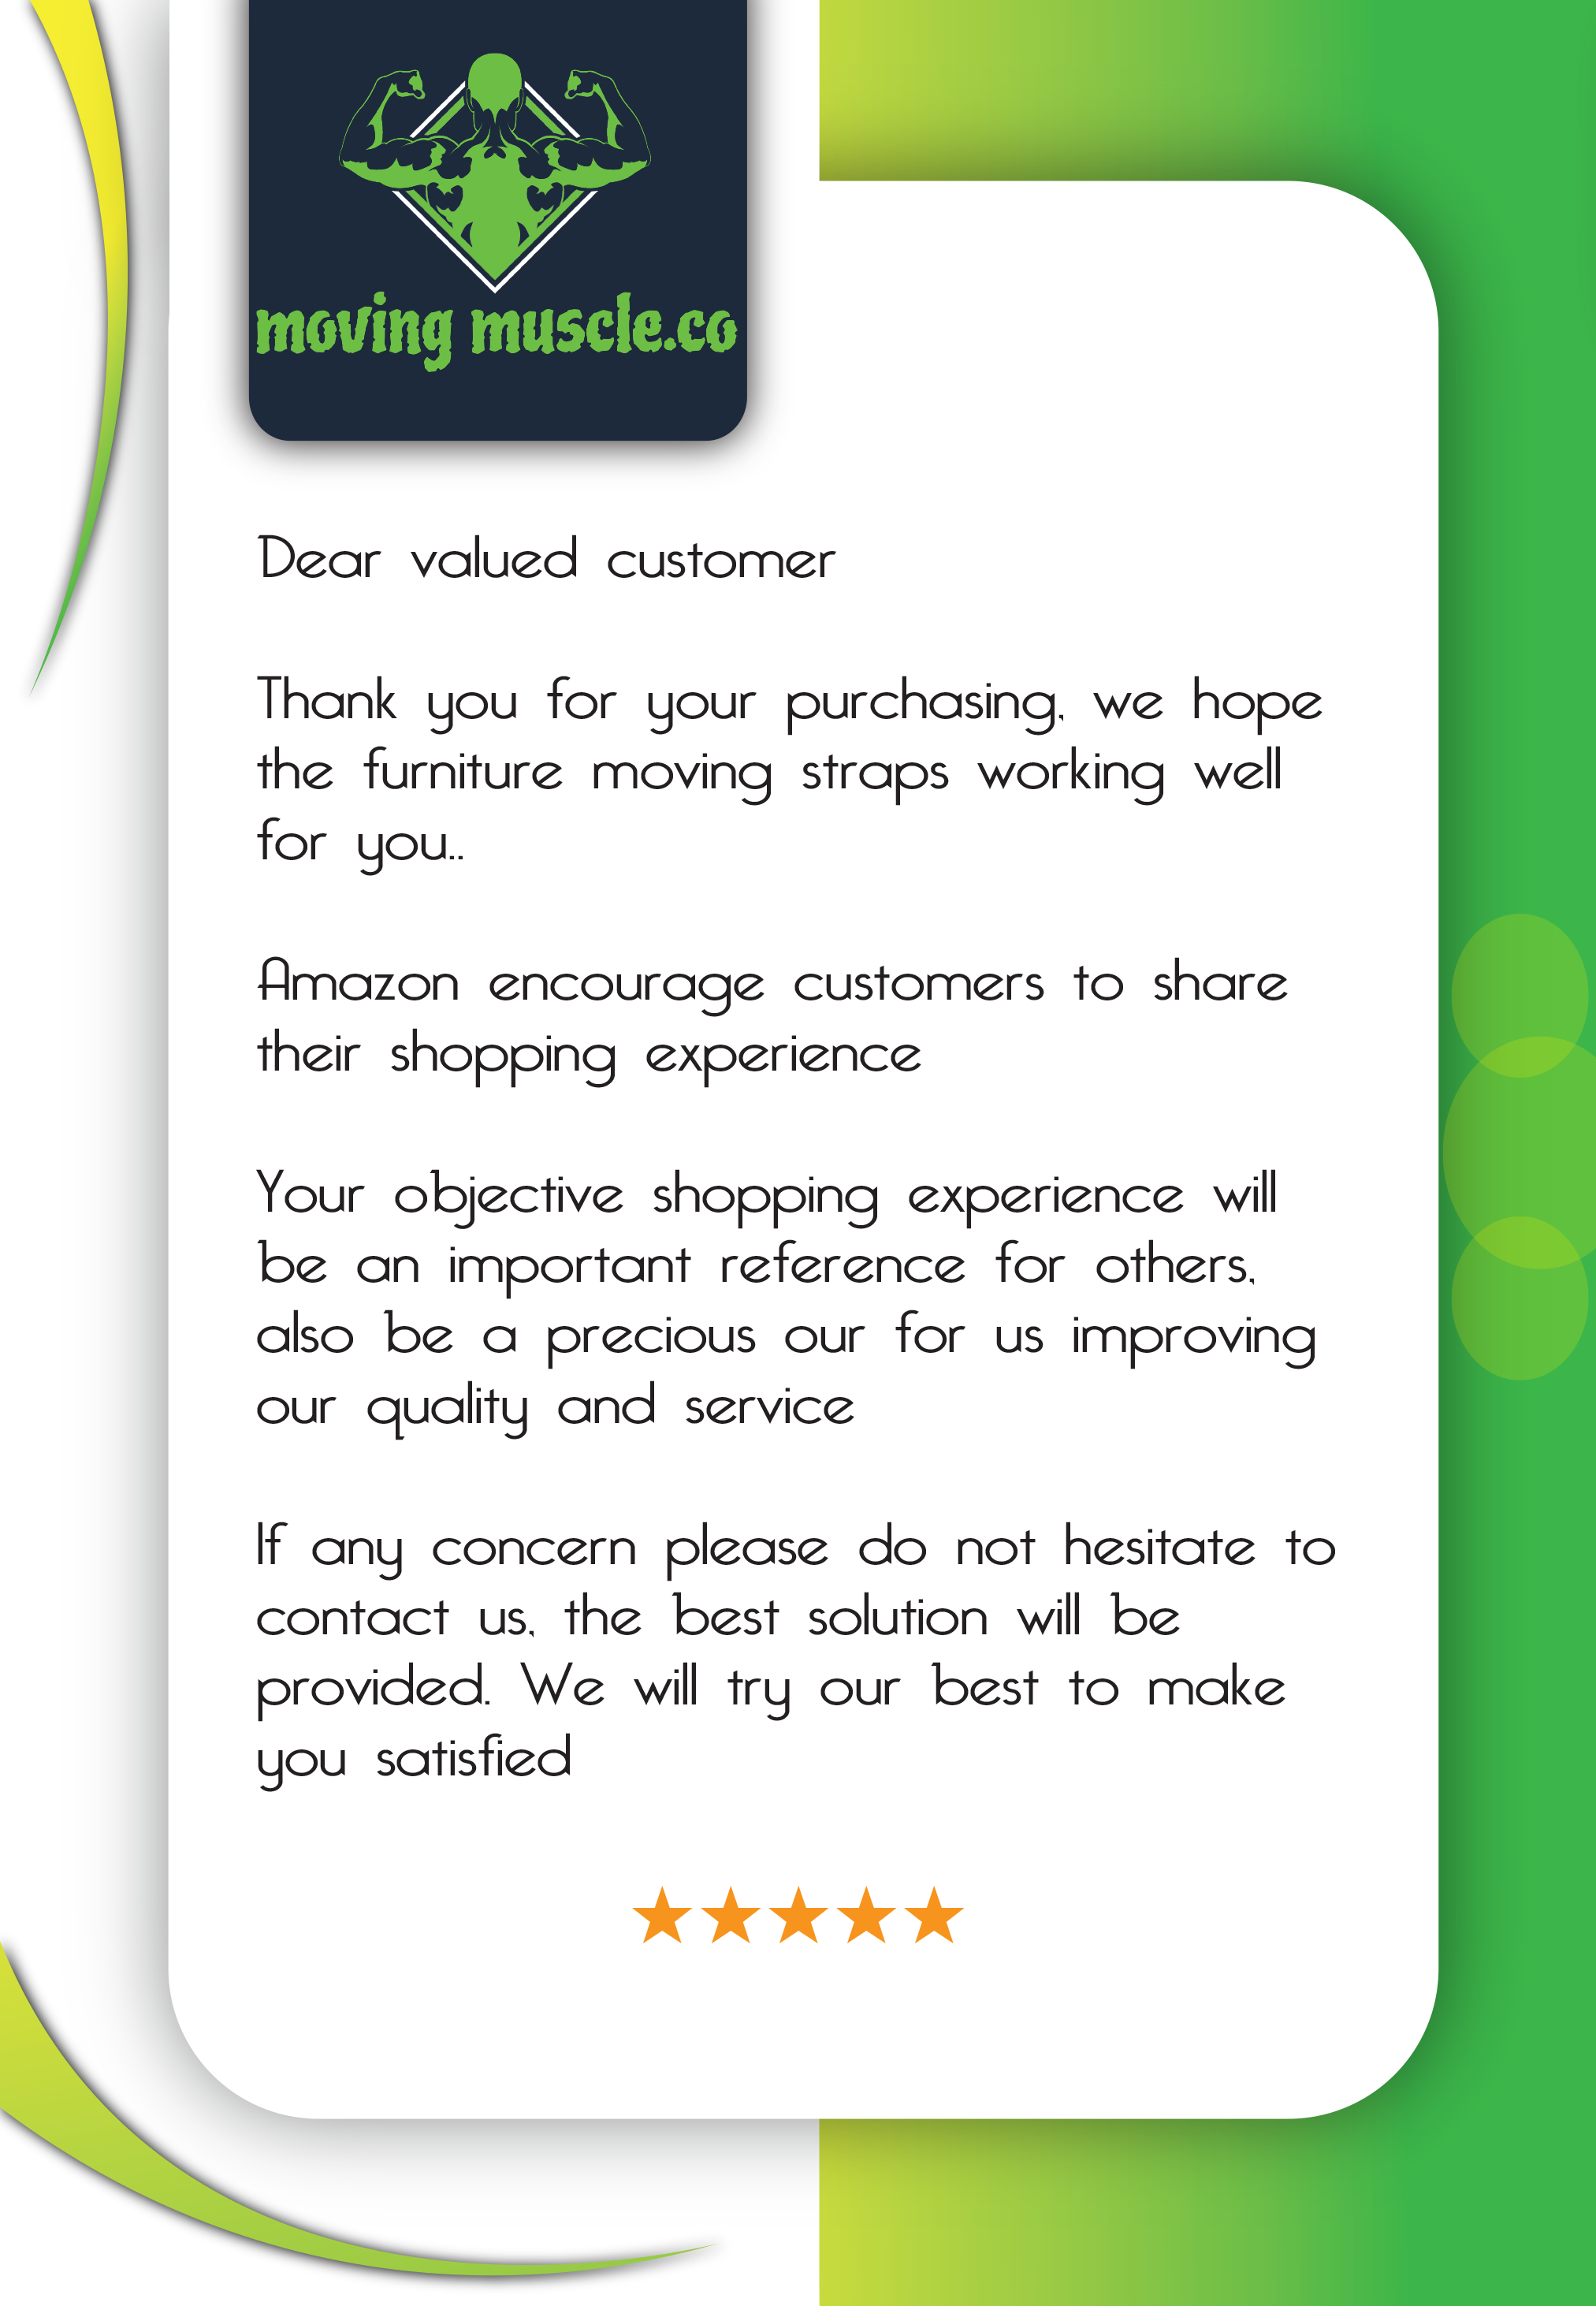 moving muscle.co
Dear valued customer
Thank you for your purchasing, we hope
the furniture moving straps working well
for you..
Amazon encourage customers to share
their shopping experience
Your objective shopping experience will
be an important reference for others,
also be a precious our for us improving
our quality and service
If any concern please do not hesitate to
contact us, the best solution will be
provided. We will try our best to make
you satisfied